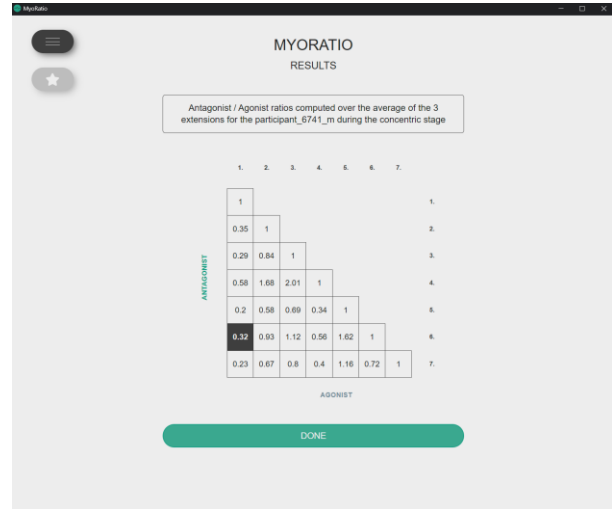 MyoRatio
MYORATIO
RESULTS
Antagonist / Agonist ratios computed over the average of the 3
extensions for the participant_6741_m during the concentric stage
1. 2. 3. 4. 5. 6. 7.
1 1.
0.35 1 2.
0.29 0.84 1 3.
0.58 1.68 2.01 1 4.
0.2 0.58 0.69 0.34 1 5.
0.32 0.93 1.12 0.56 1.62 1 6.
0.23 0.67 0.8 0.4 1.16 0.72 1 7.
ANTAGONIST
AGONIST
DONE